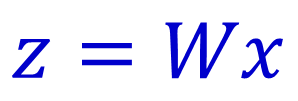 z = Wx